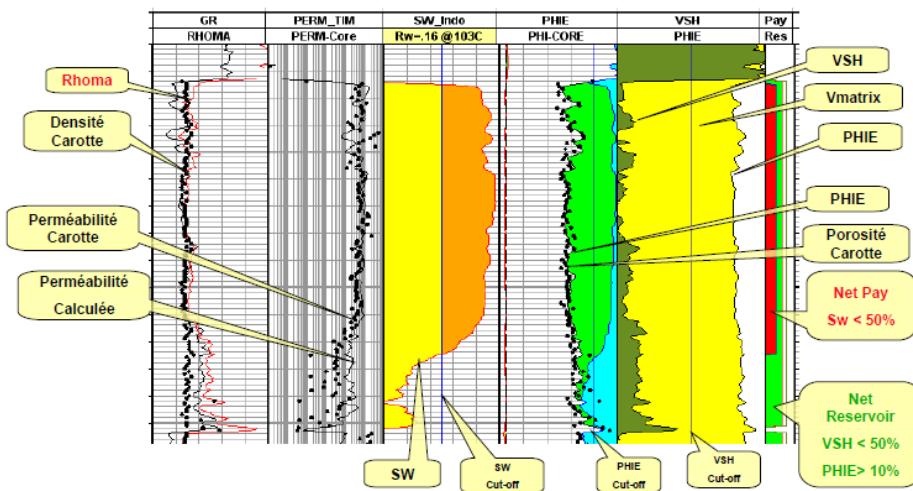 GR PERM_TIM SW_Indo PHIE VSH Pay
RHOMA PERM-Core Rw-.16 @103C PHI-CORE PHIE Res
Rhoma
Densité
Carotte
Perméabilité
Carotte
Perméabilité
Calculée
VSH
Vmatrix
PHIE
PHIE
Porosité
Carotte
Net Pay
Sw < 50%
Net
Reservoir
VSH < 50%
PHIE> 10%
SW
SW
Cut-off
PHIE
Cut-off
VSH
Cut-off